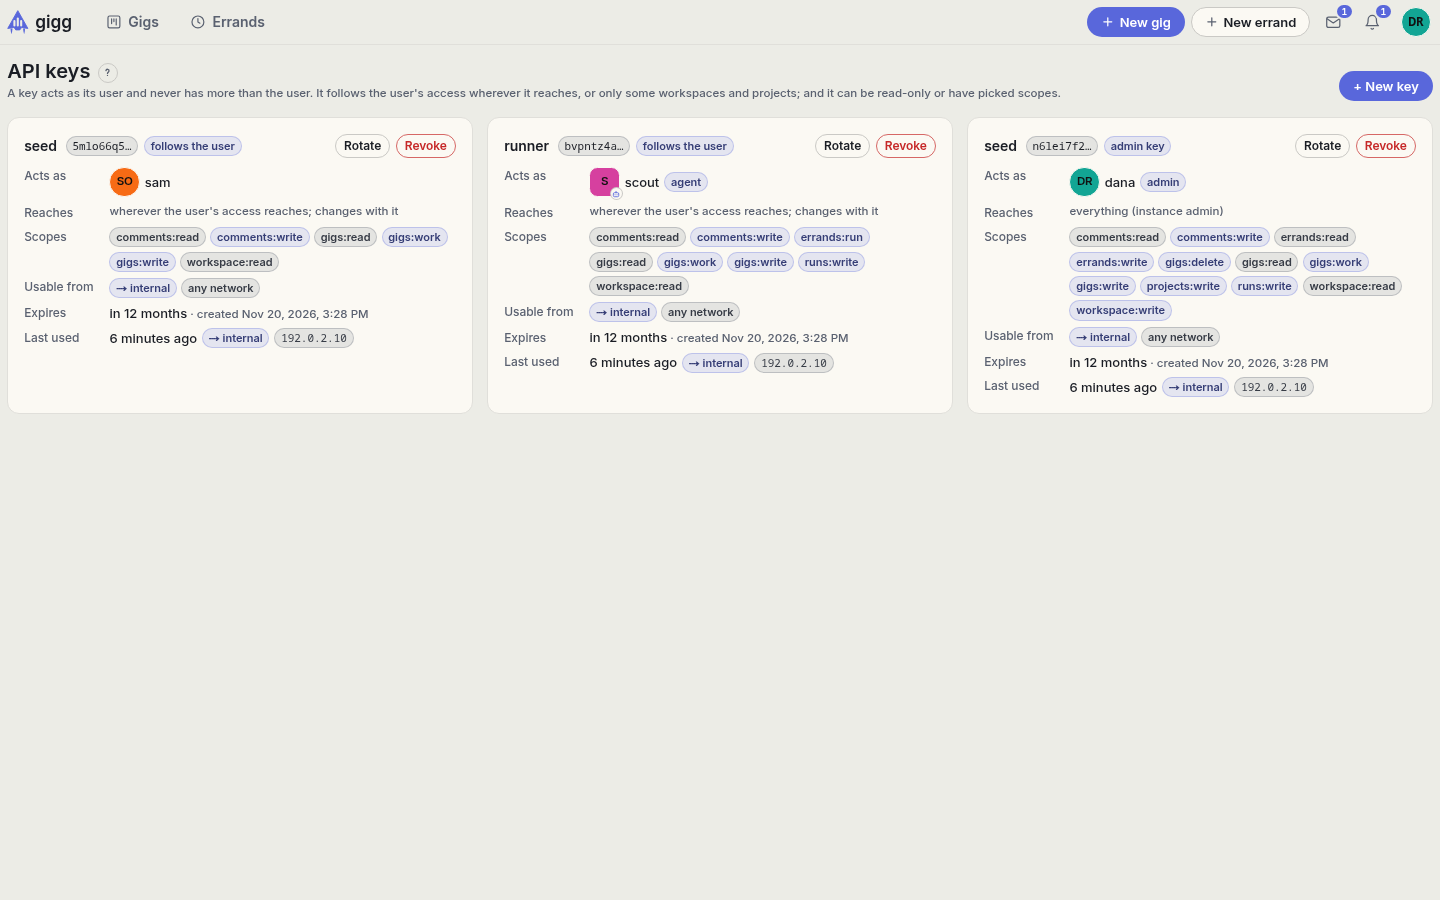 gigg Gigs Errands + New gig + New errand 1 1 DR
API keys ?
A key acts as its user and never has more than the user. It follows the user's access wherever it reaches, or only some workspaces and projects; and it can be read-only or have picked scopes.
+ New key
seed 5mlo66q5… follows the user Rotate Revoke
Acts as SO sam
Reaches wherever the user's access reaches; changes with it
Scopes comments:read comments:write gigs:read gigs:work
gigs:write workspace:read
Usable from → internal any network
Expires in 12 months · created Nov 20, 2026, 3:28 PM
Last used 6 minutes ago → internal 192.0.2.10
runner bvpntz4a… follows the user Rotate Revoke
Acts as S scout agent
Reaches wherever the user's access reaches; changes with it
Scopes comments:read comments:write errands:run
gigs:read gigs:work gigs:write runs:write
workspace:read
Usable from → internal any network
Expires in 12 months · created Nov 20, 2026, 3:28 PM
Last used 6 minutes ago → internal 192.0.2.10
seed n61ei7f2… admin key Rotate Revoke
Acts as DR dana admin
Reaches everything (instance admin)
Scopes comments:read comments:write errands:read
errands:write gigs:delete gigs:read gigs:work
gigs:write projects:write runs:write workspace:read
workspace:write
Usable from → internal any network
Expires in 12 months · created Nov 20, 2026, 3:28 PM
Last used 6 minutes ago → internal 192.0.2.10